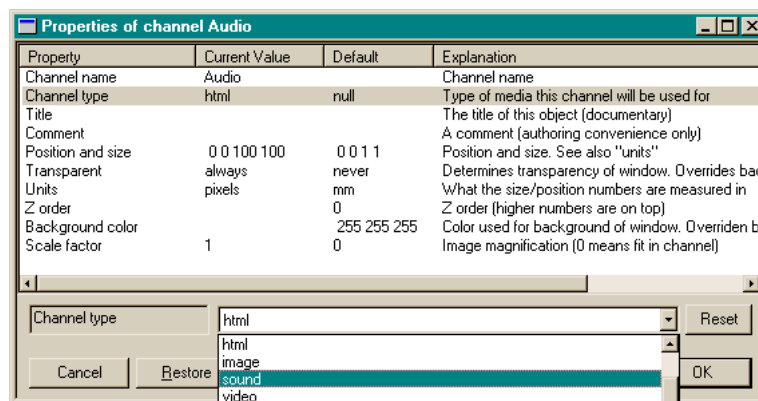 Properties of channel Audio
Property Current Value Default Explanation
Channel name Audio Channel name
Channel type html null Type of media this channel will be used for
Title The title of this object (documentary)
Comment A comment (authoring convenience only)
Position and size 0 0 100 100 0 0 1 1 Position and size. See also "units"
Transparent always never Determines transparency of window. Overrides bac
Units pixels mm What the size/position numbers are measured in
Z order 0 Z order (higher numbers are on top)
Background color 255 255 255 Color used for background of window. Overriden b
Scale factor 1 0 Image magnification (0 means fit in channel)
Channel type html Reset
html
image
Cancel Restore sound OK
video